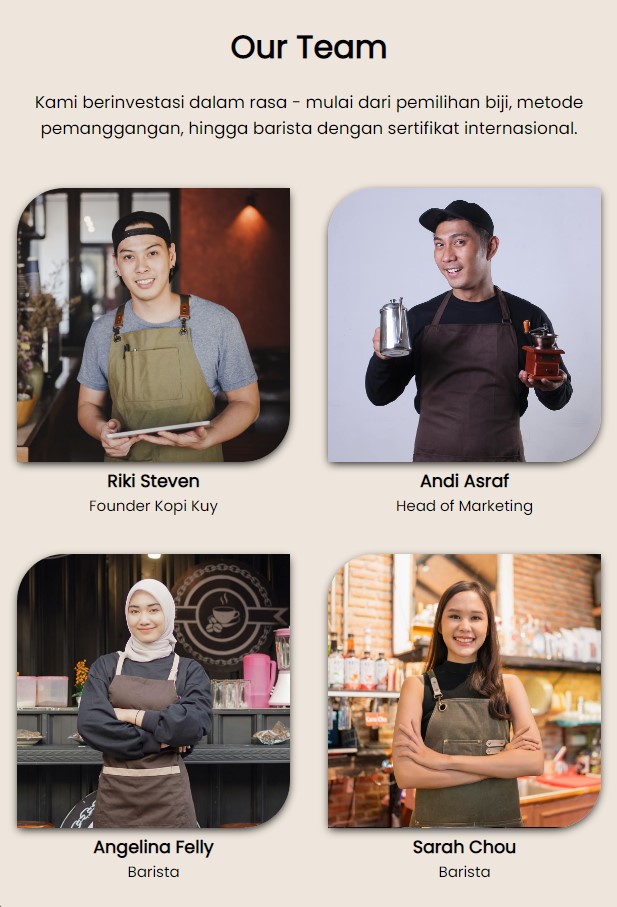 Our Team
Kami berinvestasi dalam rasa - mulai dari pemilihan biji, metode
pemanggangan, hingga barista dengan sertifikat internasional.
Riki Steven
Founder Kopi Kuy
Andi Asraf
Head of Marketing
Angelina Felly
Barista
Sarah Chou
Barista